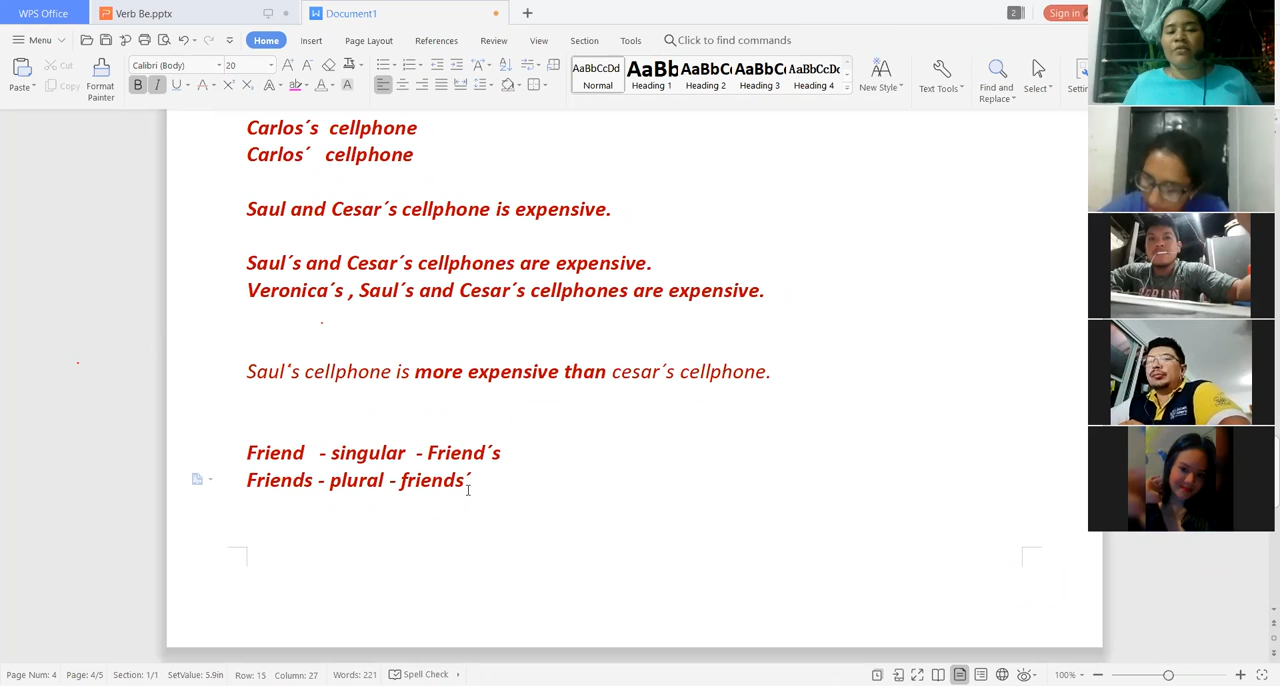 WPS Office
Verb Be.pptx
Document1
2
Sign in
Menu
Home
Insert
Page Layout
References
Review
View
Section
Tools
Click to find commands
Paste
Cut
Copy
Format Painter
Calibri (Body)
20
B I U
AaBbCcDd
Normal
AaBb
Heading 1
AaBbC
Heading 2
AaBbC
Heading 3
AaBbCcDc
Heading 4
New Style
Text Tools
Find and Replace
Select
Carlos´s cellphone
Carlos´ cellphone
Saul and Cesar´s cellphone is expensive.
Saul´s and Cesar´s cellphones are expensive.
Veronica´s , Saul´s and Cesar´s cellphones are expensive.
Saul´s cellphone is more expensive than cesar´s cellphone.
Friend - singular - Friend´s
Friends - plural - friends´
Page Num: 4
Page: 4/5
Section: 1/1
SetValue: 5.9in
Row: 15
Column: 27
Words: 221
Spell Check
100%